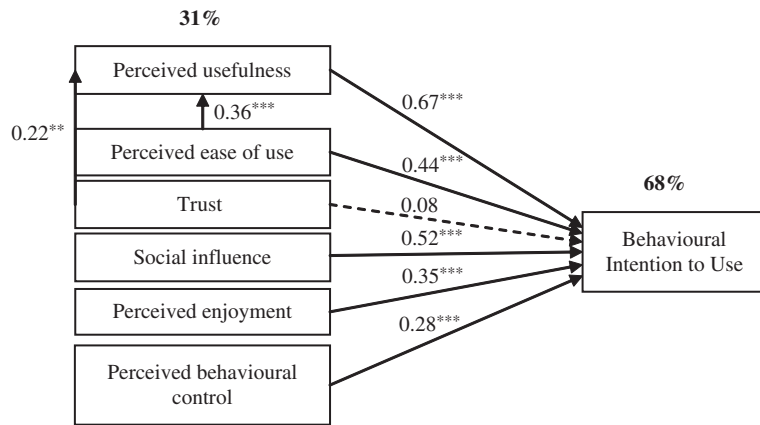 31%
Perceived usefulness
0.67***
0.36***
0.22**
Perceived ease of use
0.44***
68%
Trust
0.08
Social influence
0.52***
Behavioural
Intention to Use
0.35***
Perceived enjoyment
0.28***
Perceived behavioural
control